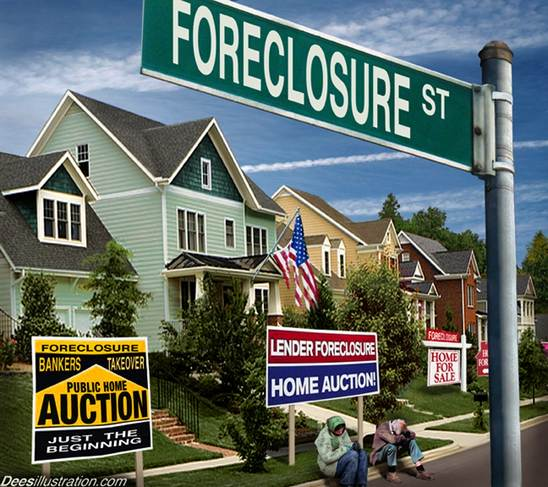 FORECLOSURE ST
FORECLOSURE
BANKERS TAKEOVER
PUBLIC HOME
AUCTION
JUST THE
BEGINNING
LENDER FORECLOSURE
HOME AUCTION!
FORECLOSURE
HOME
FOR
SALE
Deesillustration.com